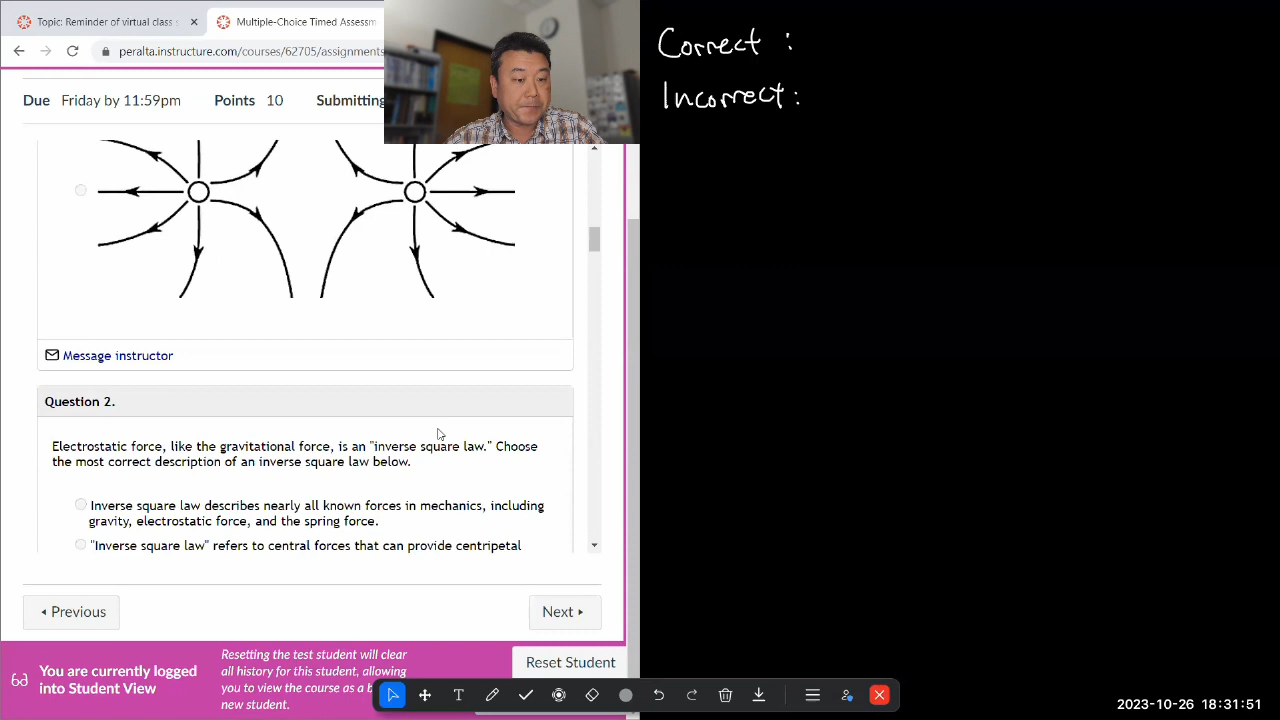 Topic: Reminder of virtual class s
Multiple-Choice Timed Assessm
peralta.instructure.com/courses/62705/assignments
Due Friday by 11:59pm Points 10 Submitting
Correct :
Incorrect :
Message instructor
Question 2.
Electrostatic force, like the gravitational force, is an "inverse square law." Choose
the most correct description of an inverse square law below.
Inverse square law describes nearly all known forces in mechanics, including
gravity, electrostatic force, and the spring force.
"Inverse square law" refers to central forces that can provide centripetal
Previous
Next
You are currently logged
into Student View
Resetting the test student will clear
all history for this student, allowing
you to view the course as a b
new student.
Reset Student
2023-10-26 18:31:51